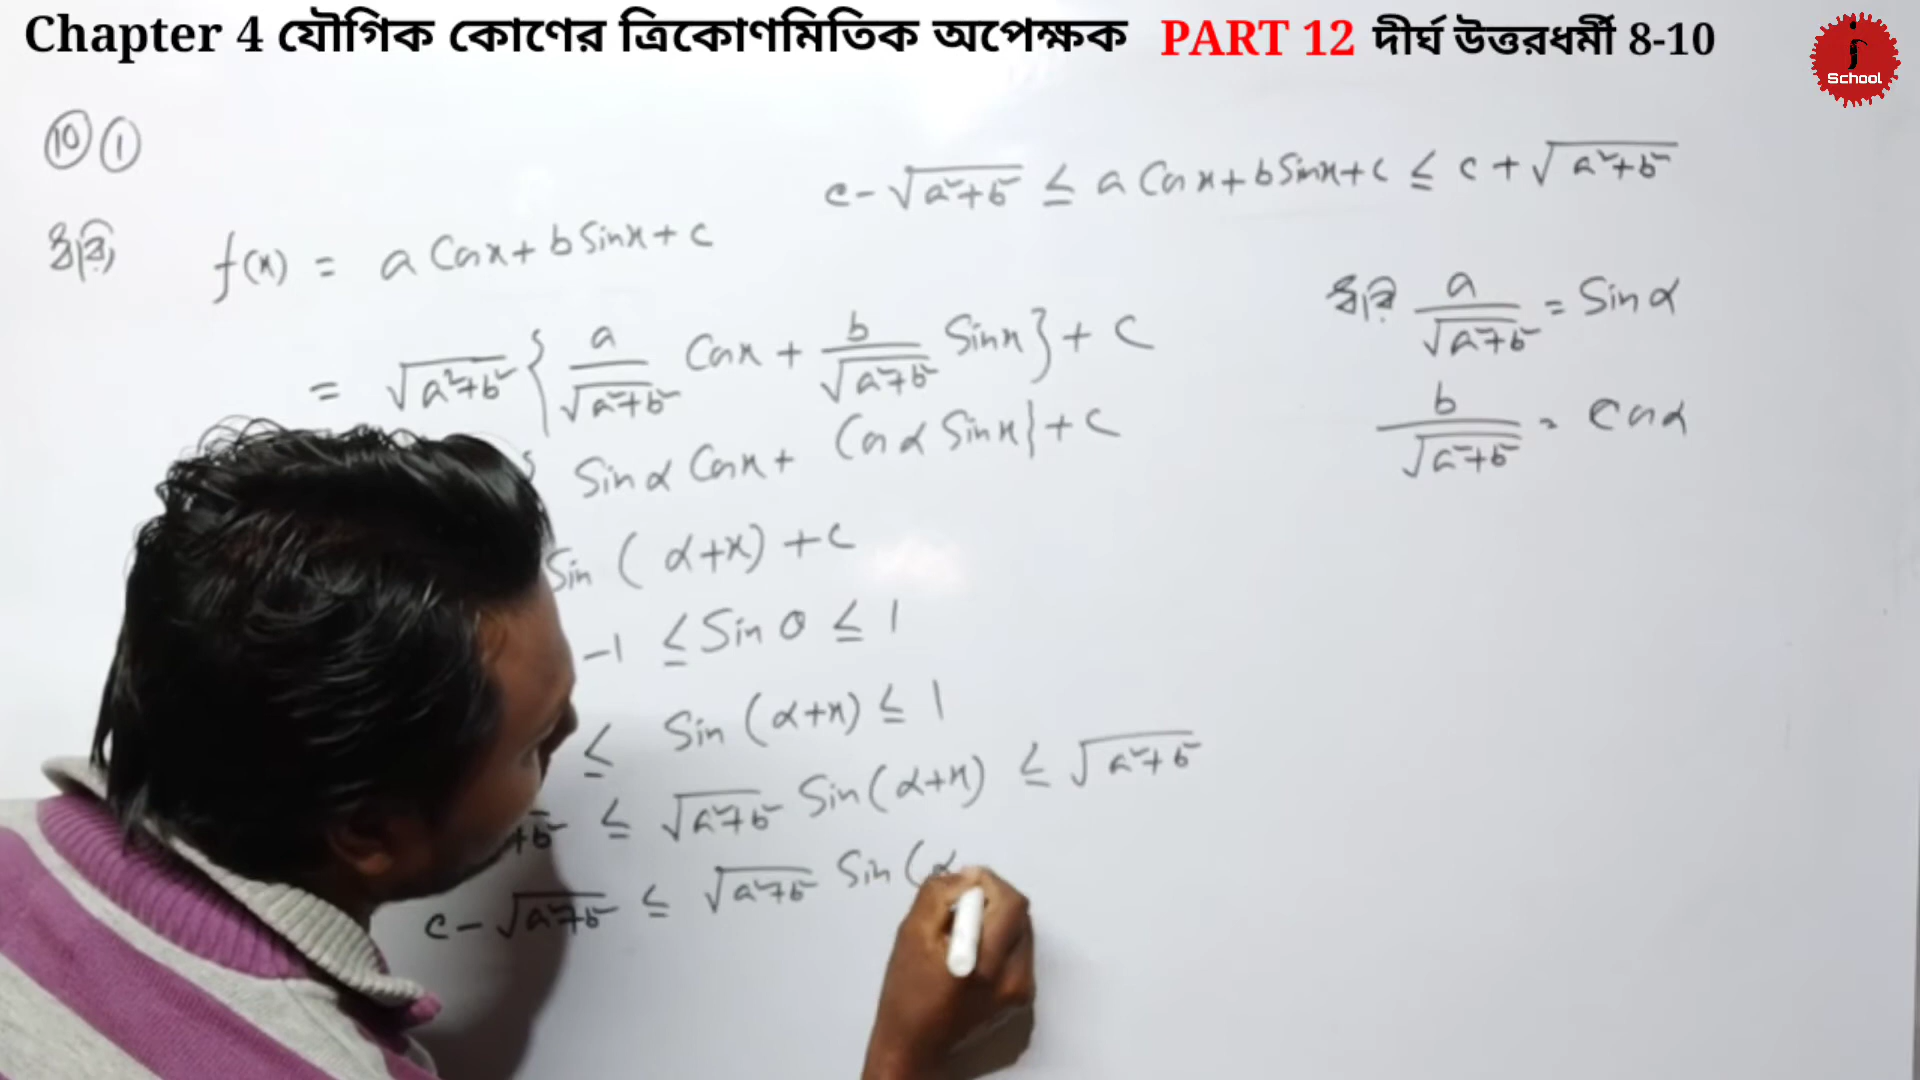 Chapter 4 যৌগিক কোণের ত্রিকোণমিতিক অপেক্ষক PART 12 দীর্ঘ উত্তরধর্মী 8-10
School
10 1
c - √a²+b² ≤ a Cos x + b Sin x + c ≤ c + √a²+b²
ধরি f(x) = a Cos x + b Sin x + c
= √a²+b² { a/√a²+b² Cos x + b/√a²+b² Sin x } + c
ধরি a/√a²+b² = Sin α
b/√a²+b² = Cos α
{ Sin α Cos x + Cos α Sin x } + c
Sin (α+x) + c
-1 ≤ Sin θ ≤ 1
≤ Sin (α+x) ≤ 1
+b² ≤ √a²+b² Sin (α+x) ≤ √a²+b²
c - √a²+b² ≤ √a²+b² Sin (α